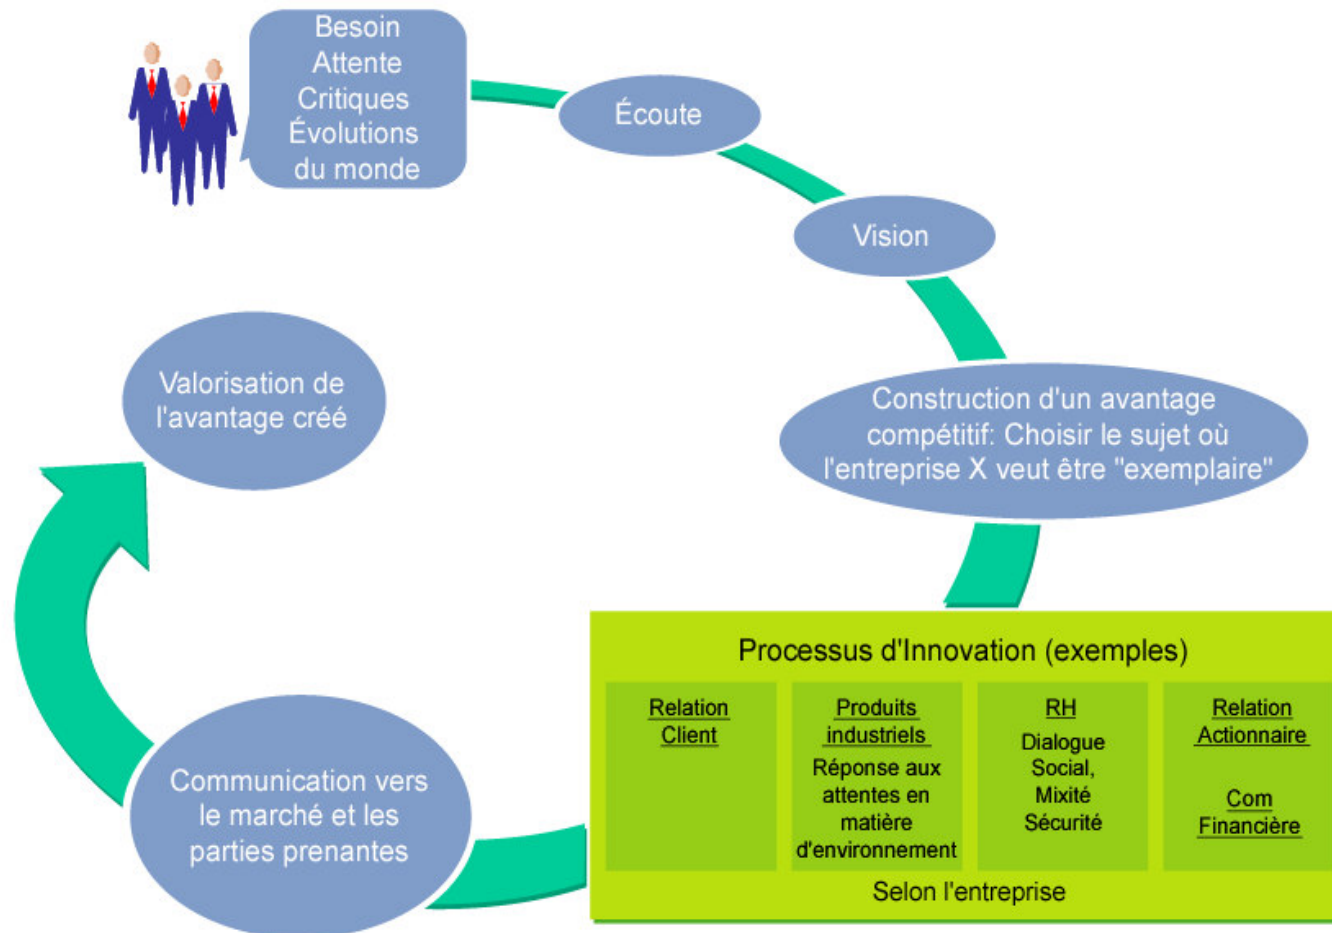 Besoin
Attente
Critiques
Évolutions
du monde
Écoute
Vision
Construction d'un avantage
compétitif: Choisir le sujet où
l'entreprise X veut être "exemplaire"
Processus d'Innovation (exemples)
Relation
Client
Produits
industriels
Réponse aux
attentes en
matière
d'environnement
RH
Dialogue
Social,
Mixité
Sécurité
Relation
Actionnaire
Com
Financière
Selon l'entreprise
Communication vers
le marché et les
parties prenantes
Valorisation de
l'avantage créé